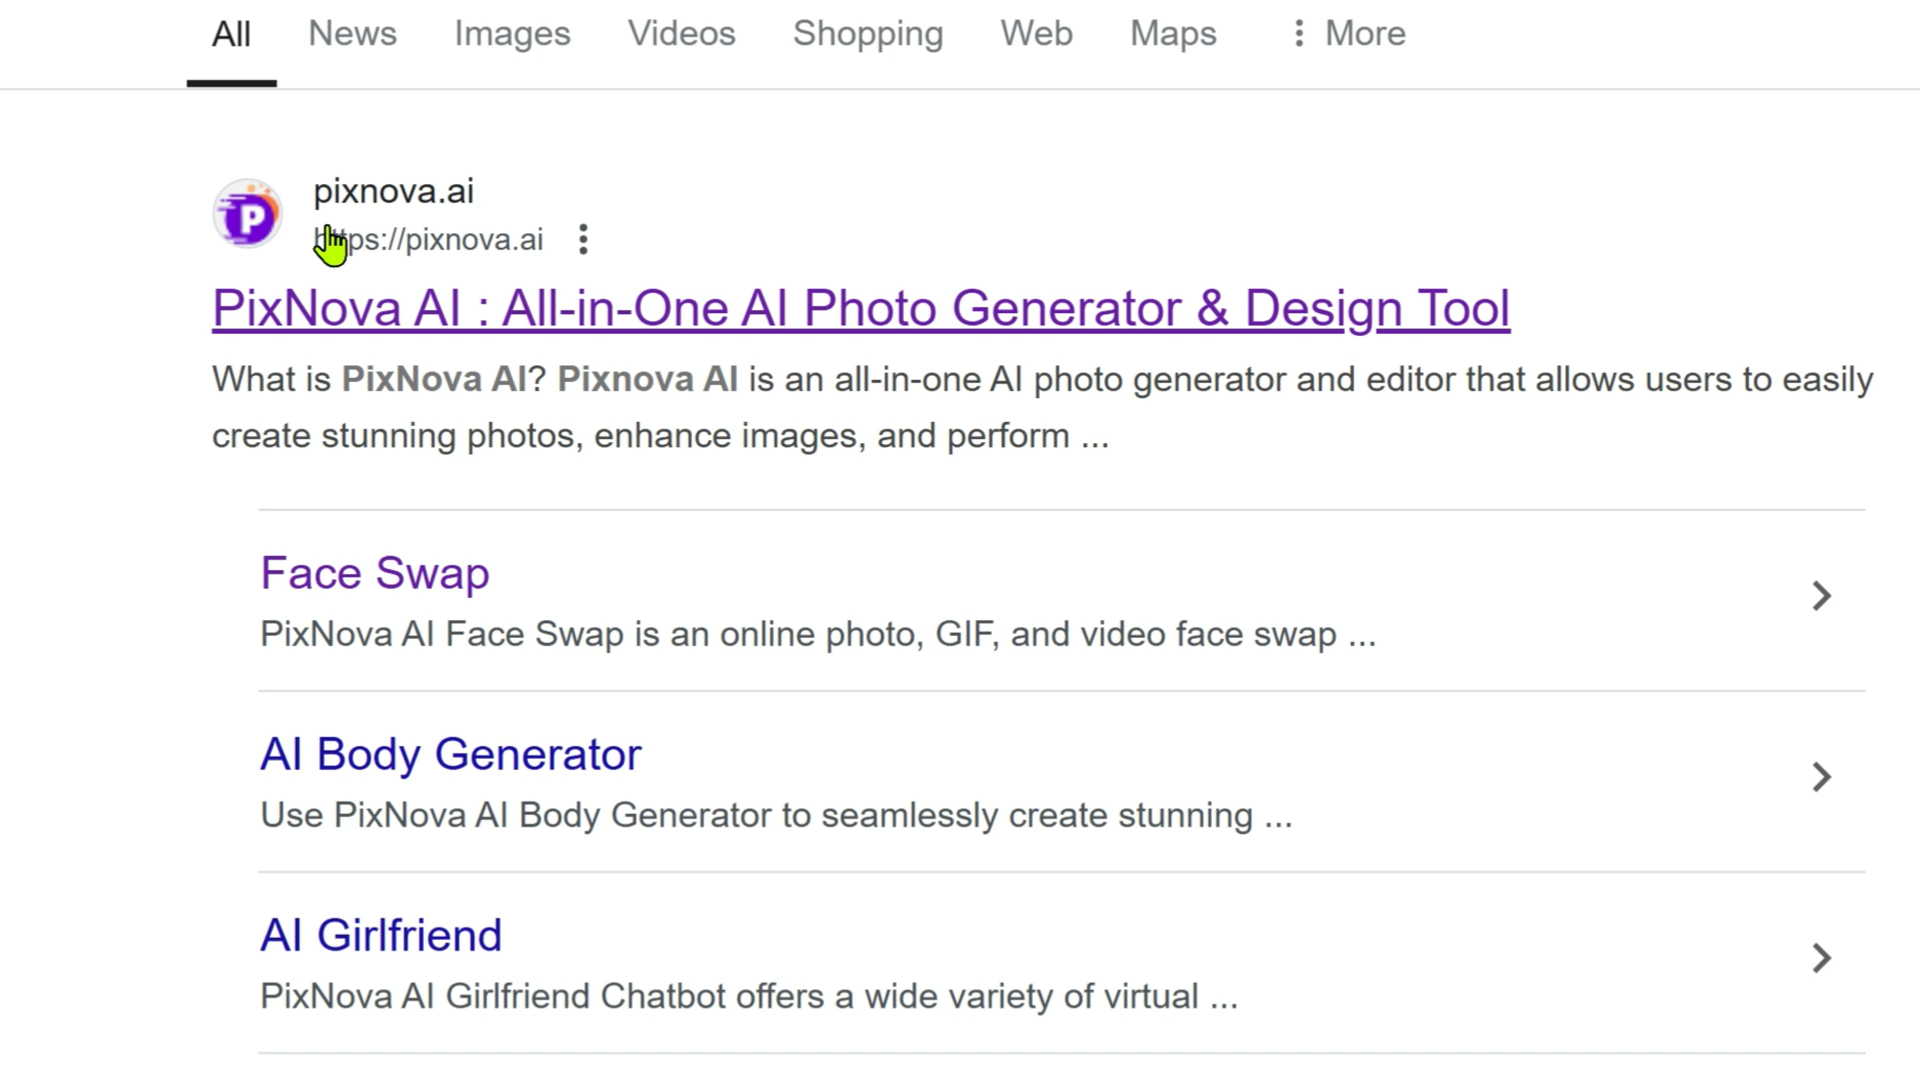 All News Images Videos Shopping Web Maps More
P
pixnova.ai
https://pixnova.ai
PixNova AI : All-in-One AI Photo Generator & Design Tool
What is PixNova AI? Pixnova AI is an all-in-one AI photo generator and editor that allows users to easily
create stunning photos, enhance images, and perform ...
Face Swap
PixNova AI Face Swap is an online photo, GIF, and video face swap ...
AI Body Generator
Use PixNova AI Body Generator to seamlessly create stunning ...
AI Girlfriend
PixNova AI Girlfriend Chatbot offers a wide variety of virtual ...